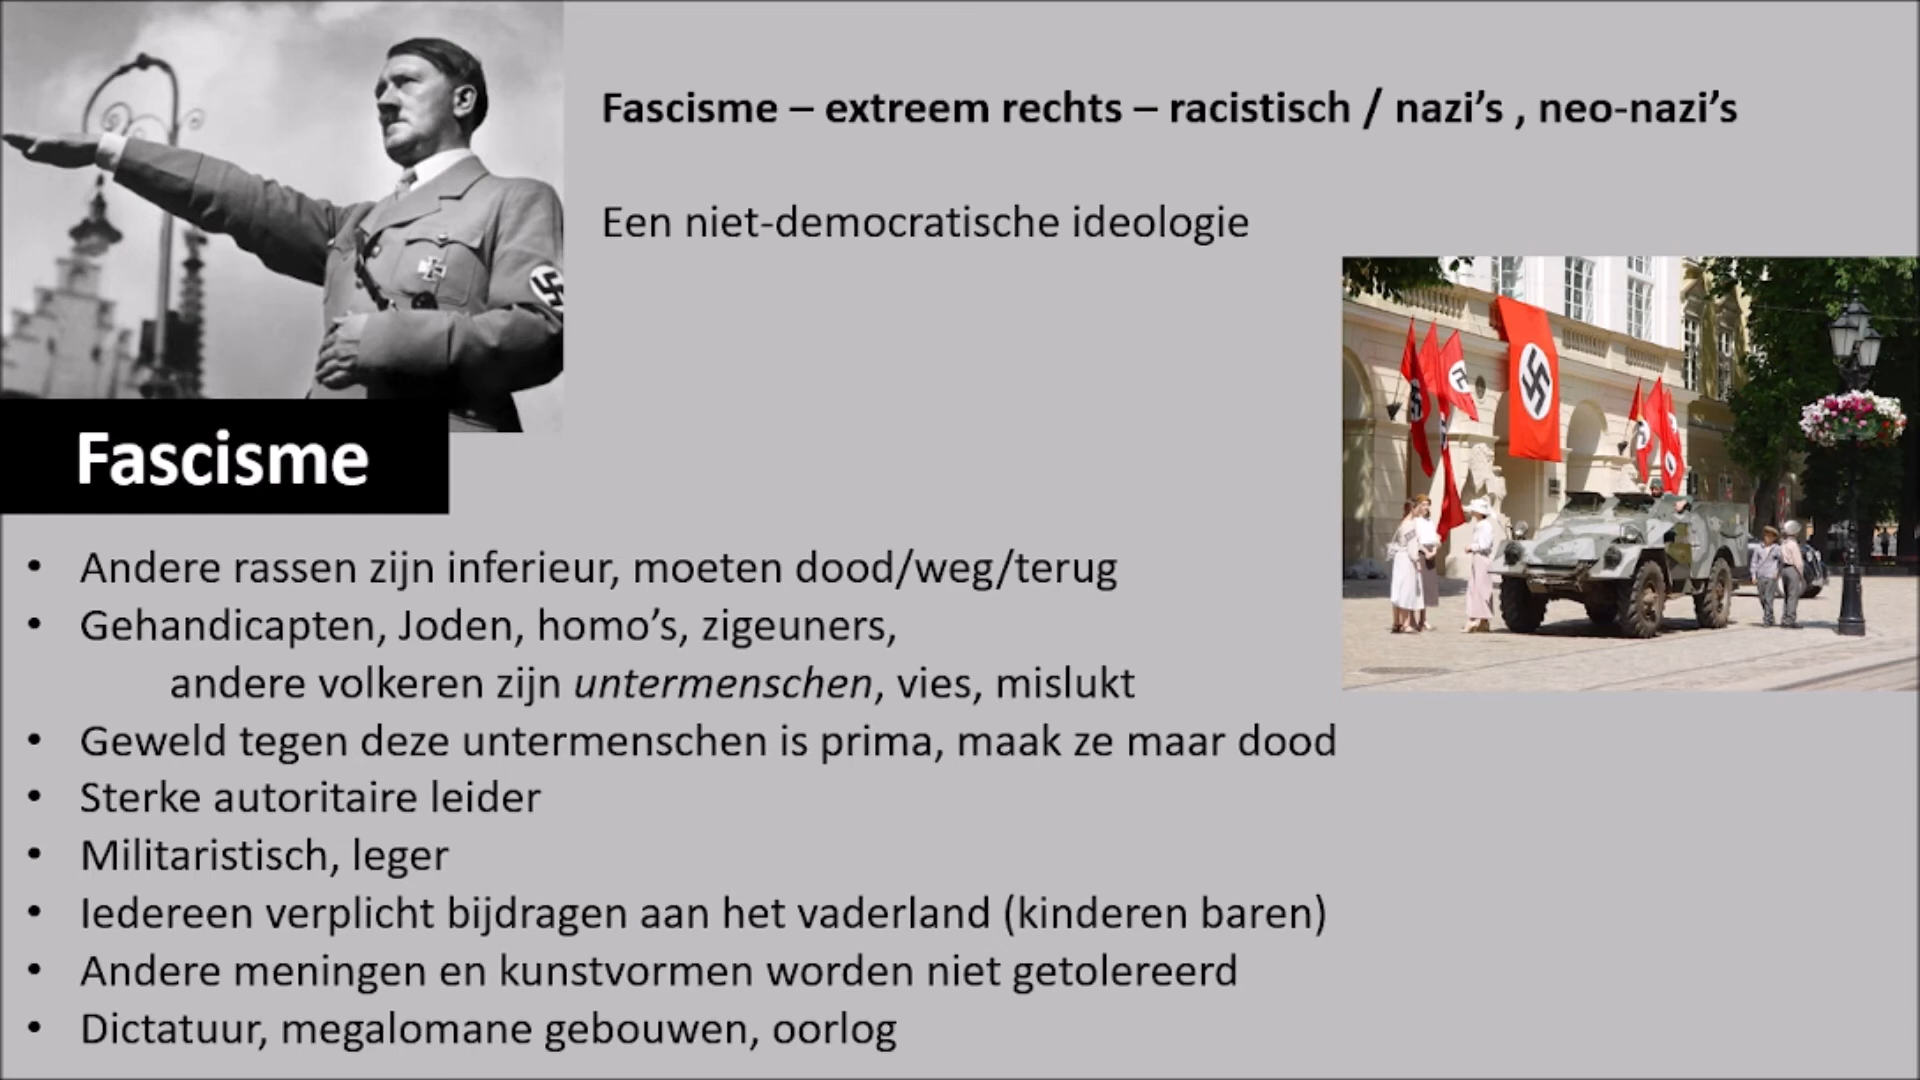 Fascisme – extreem rechts – racistisch / nazi’s , neo-nazi’s
Een niet-democratische ideologie
Fascisme
• Andere rassen zijn inferieur, moeten dood/weg/terug
• Gehandicapten, Joden, homo’s, zigeuners,
andere volkeren zijn untermenschen, vies, mislukt
• Geweld tegen deze untermenschen is prima, maak ze maar dood
• Sterke autoritaire leider
• Militaristisch, leger
• Iedereen verplicht bijdragen aan het vaderland (kinderen baren)
• Andere meningen en kunstvormen worden niet getolereerd
• Dictatuur, megalomane gebouwen, oorlog